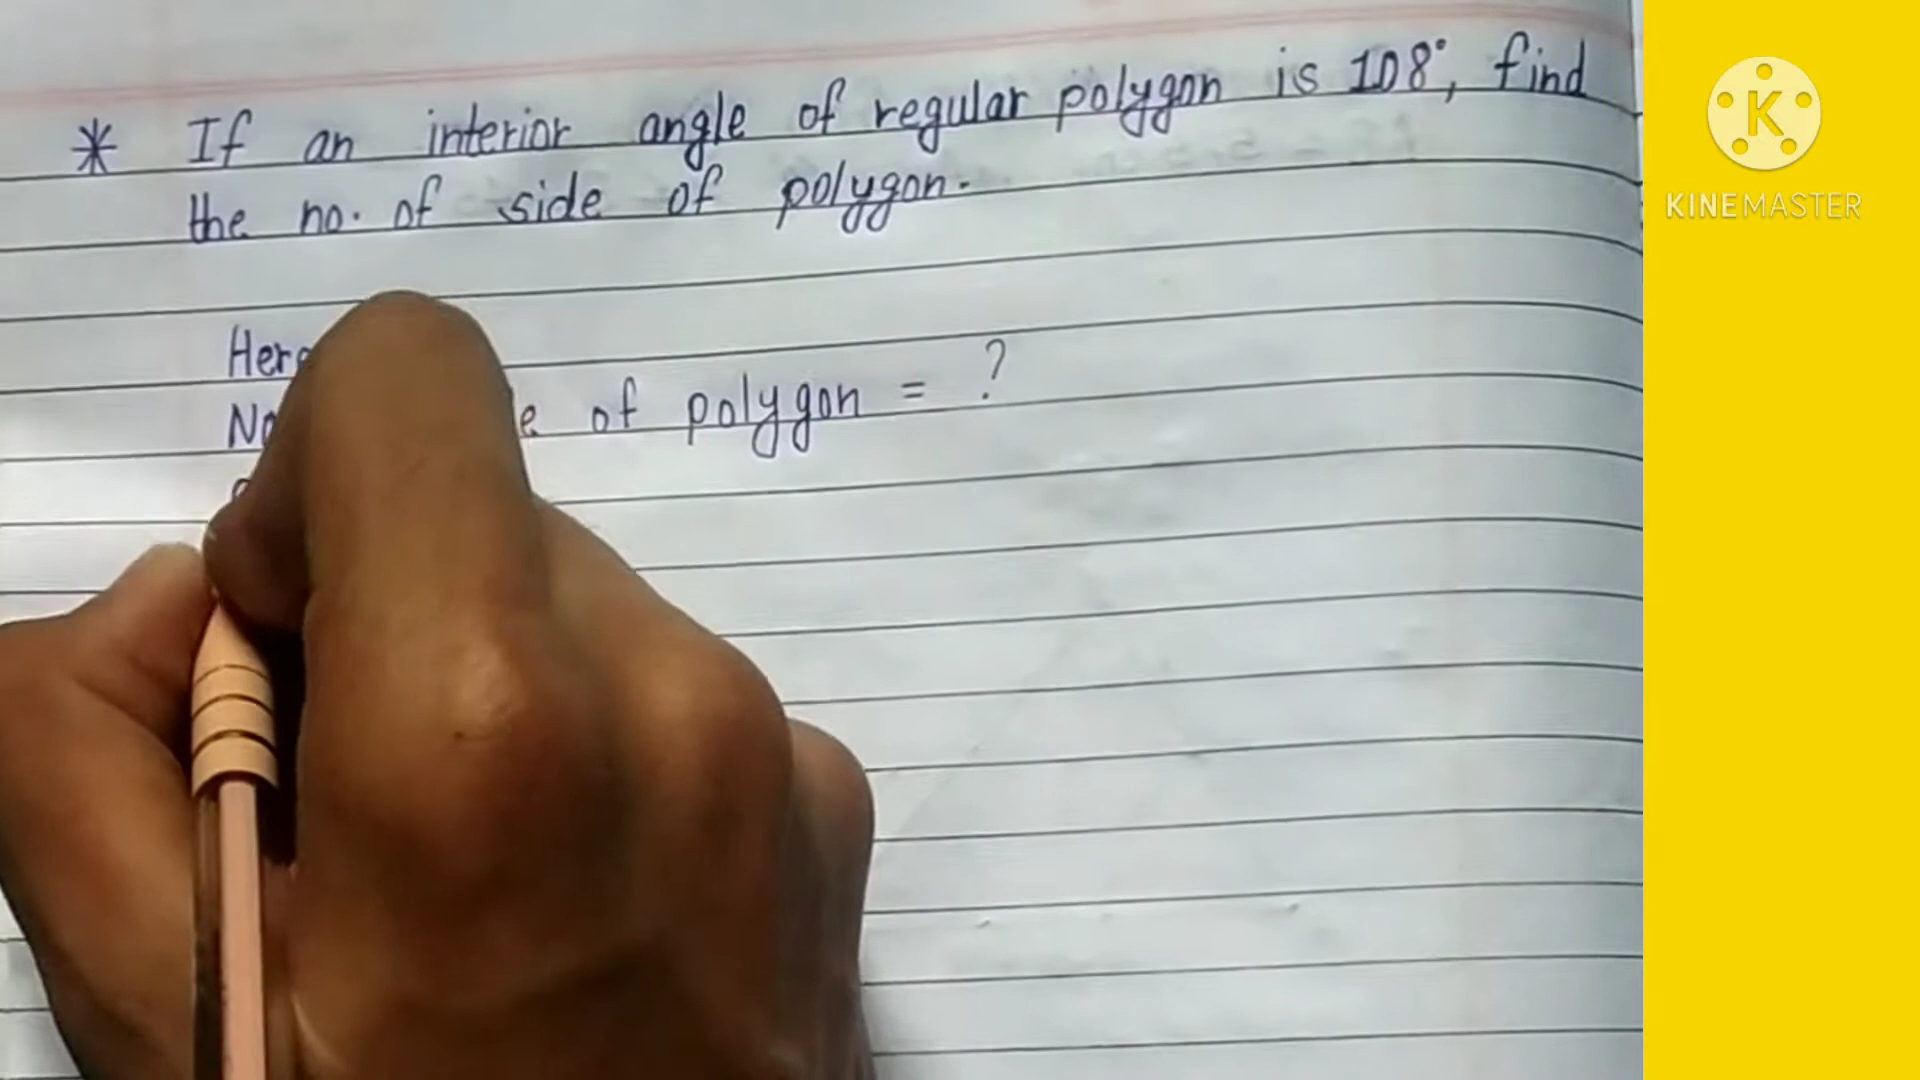 * If an interior angle of regular polygon is 108°, find
the no. of side of polygon.
of polygon = ?
KINEMASTER